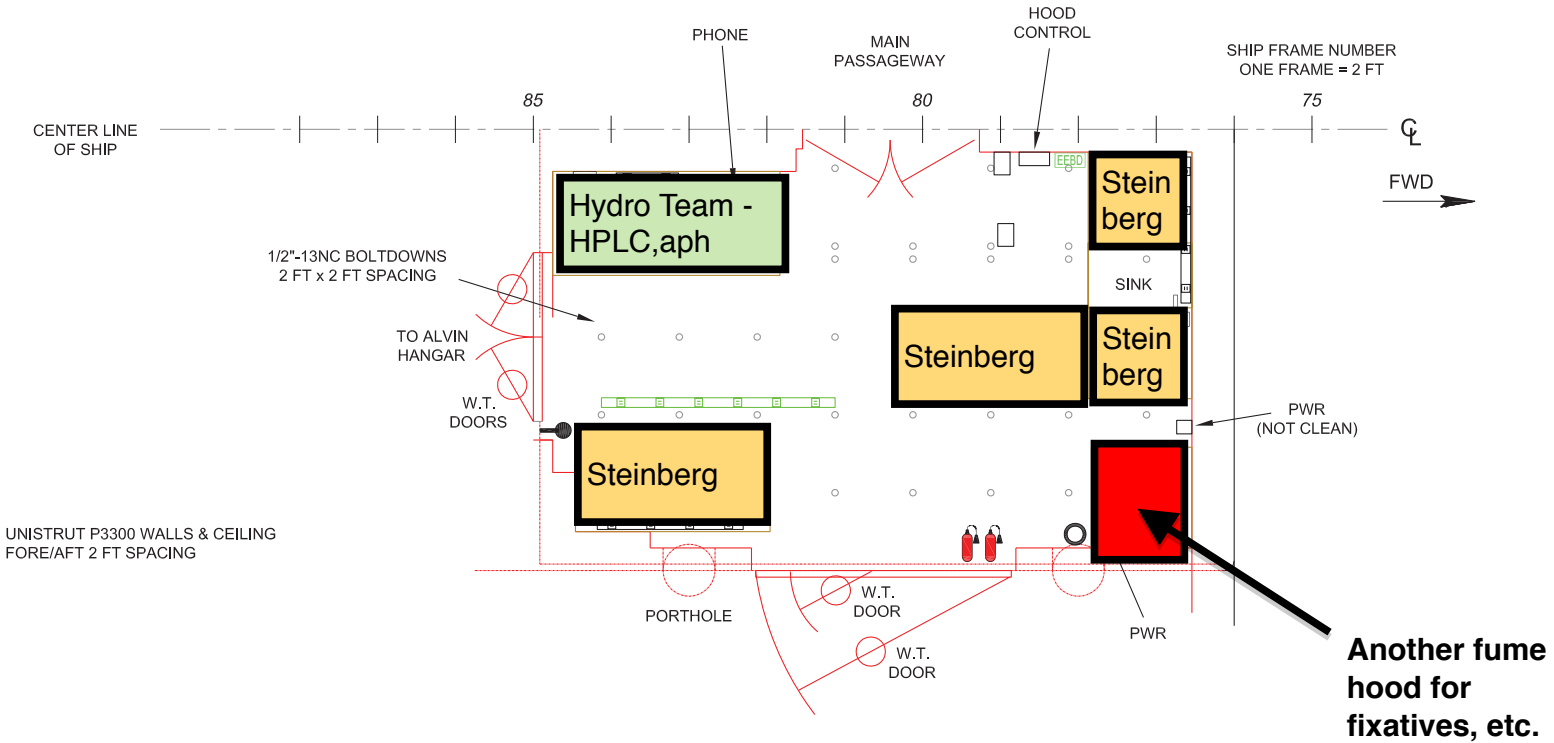 HOOD
CONTROL
PHONE
MAIN
PASSAGEWAY
SHIP FRAME NUMBER
ONE FRAME = 2 FT
85
80
75
CENTER LINE
OF SHIP
CL
EEBD
FWD
Stein
berg
Hydro Team -
HPLC,aph
1/2"-13NC BOLTDOWNS
2 FT x 2 FT SPACING
SINK
TO ALVIN
HANGAR
Steinberg
Stein
berg
W.T.
DOORS
PWR
(NOT CLEAN)
Steinberg
UNISTRUT P3300 WALLS & CEILING
FORE/AFT 2 FT SPACING
PORTHOLE
W.T.
DOOR
W.T.
DOOR
PWR
Another fume
hood for
fixatives, etc.